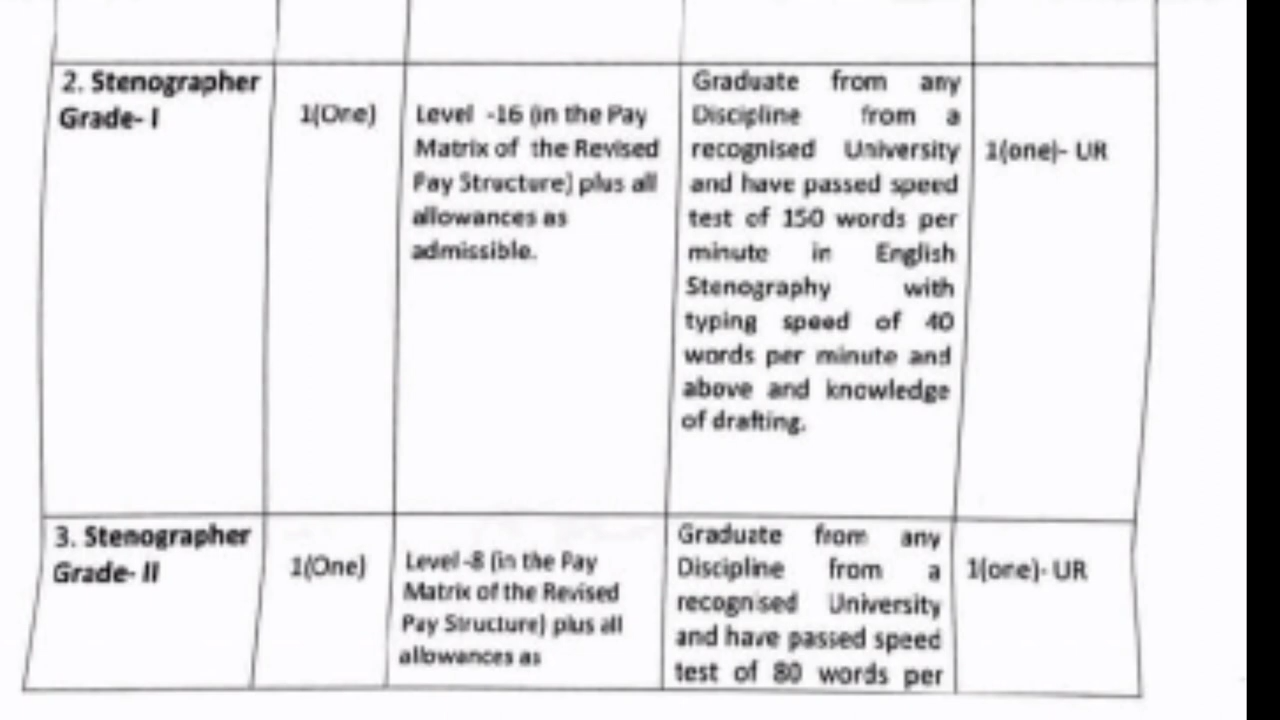 2. Stenographer
Grade- I
1(One)
Level -16 (in the Pay
Matrix of the Revised
Pay Structure) plus all
allowances as
admissible.
Graduate from any
Discipline from a
recognised University
and have passed speed
test of 150 words per
minute in English
Stenography with
typing speed of 40
words per minute and
above and knowledge
of drafting.
1(one)- UR
3. Stenographer
Grade- II
1(One)
Level -8 (in the Pay
Matrix of the Revised
Pay Structure) plus all
allowances as
Graduate from any
Discipline from a
recognised University
and have passed speed
test of 80 words per
1(one)- UR